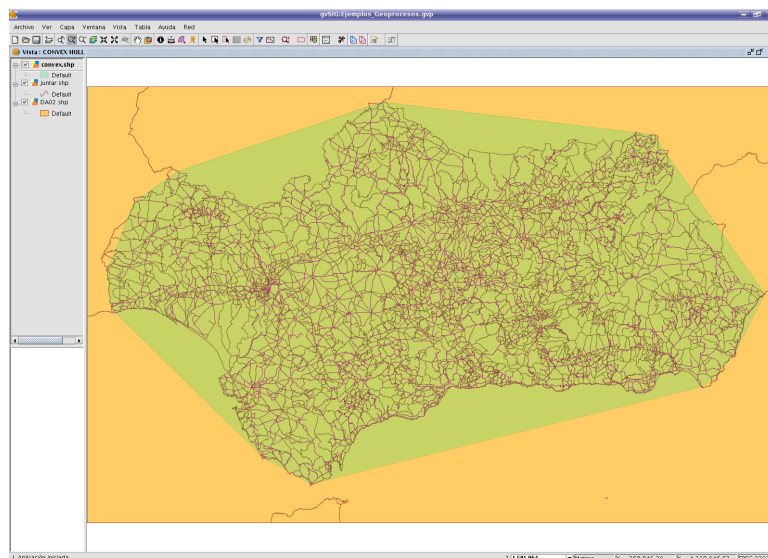 gvSIG:Ejemplos_Geoprocesos.gvp
Archivo Ver Capa Ventana Vista Tabla Ayuda Red
Vista : CONVEX HULL
convex.shp
Default
juntar.shp
Default
DA02.shp
Default
Aplicación iniciada
Metros